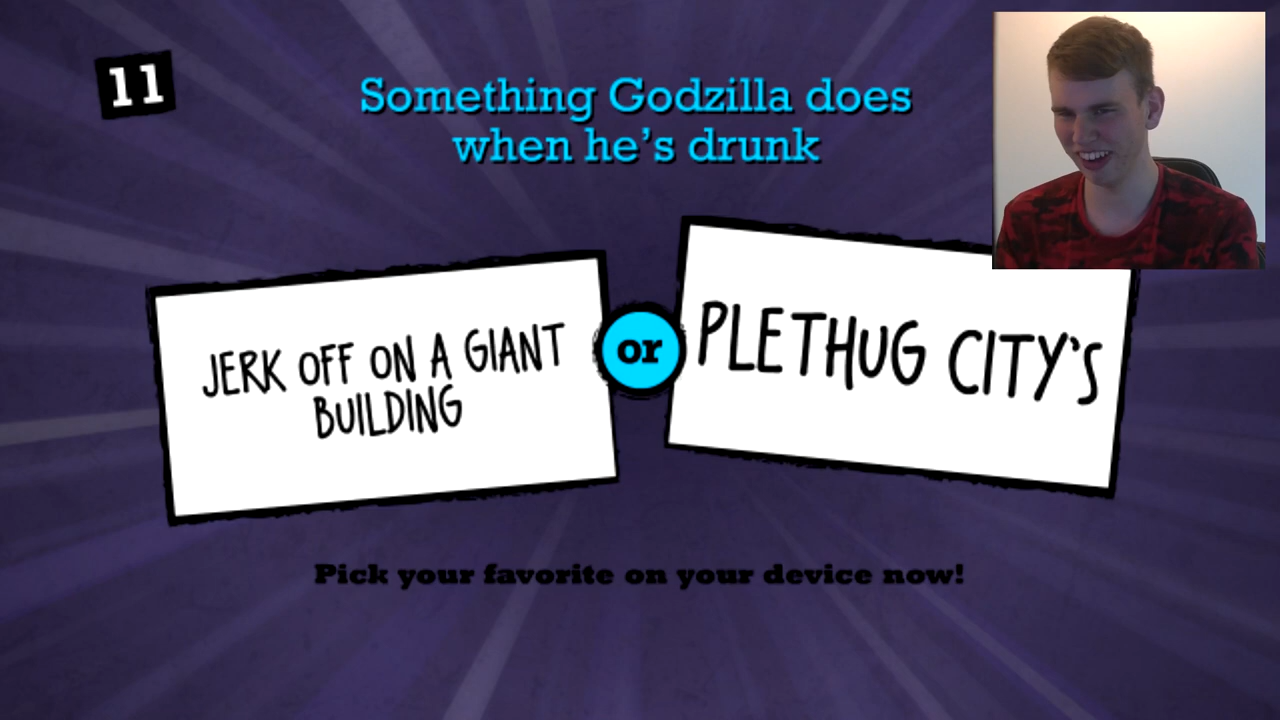 11
Something Godzilla does
when he's drunk
JERK OFF ON A GIANT
BUILDING
or
PLETHUG CITY'S
Pick your favorite on your device now!